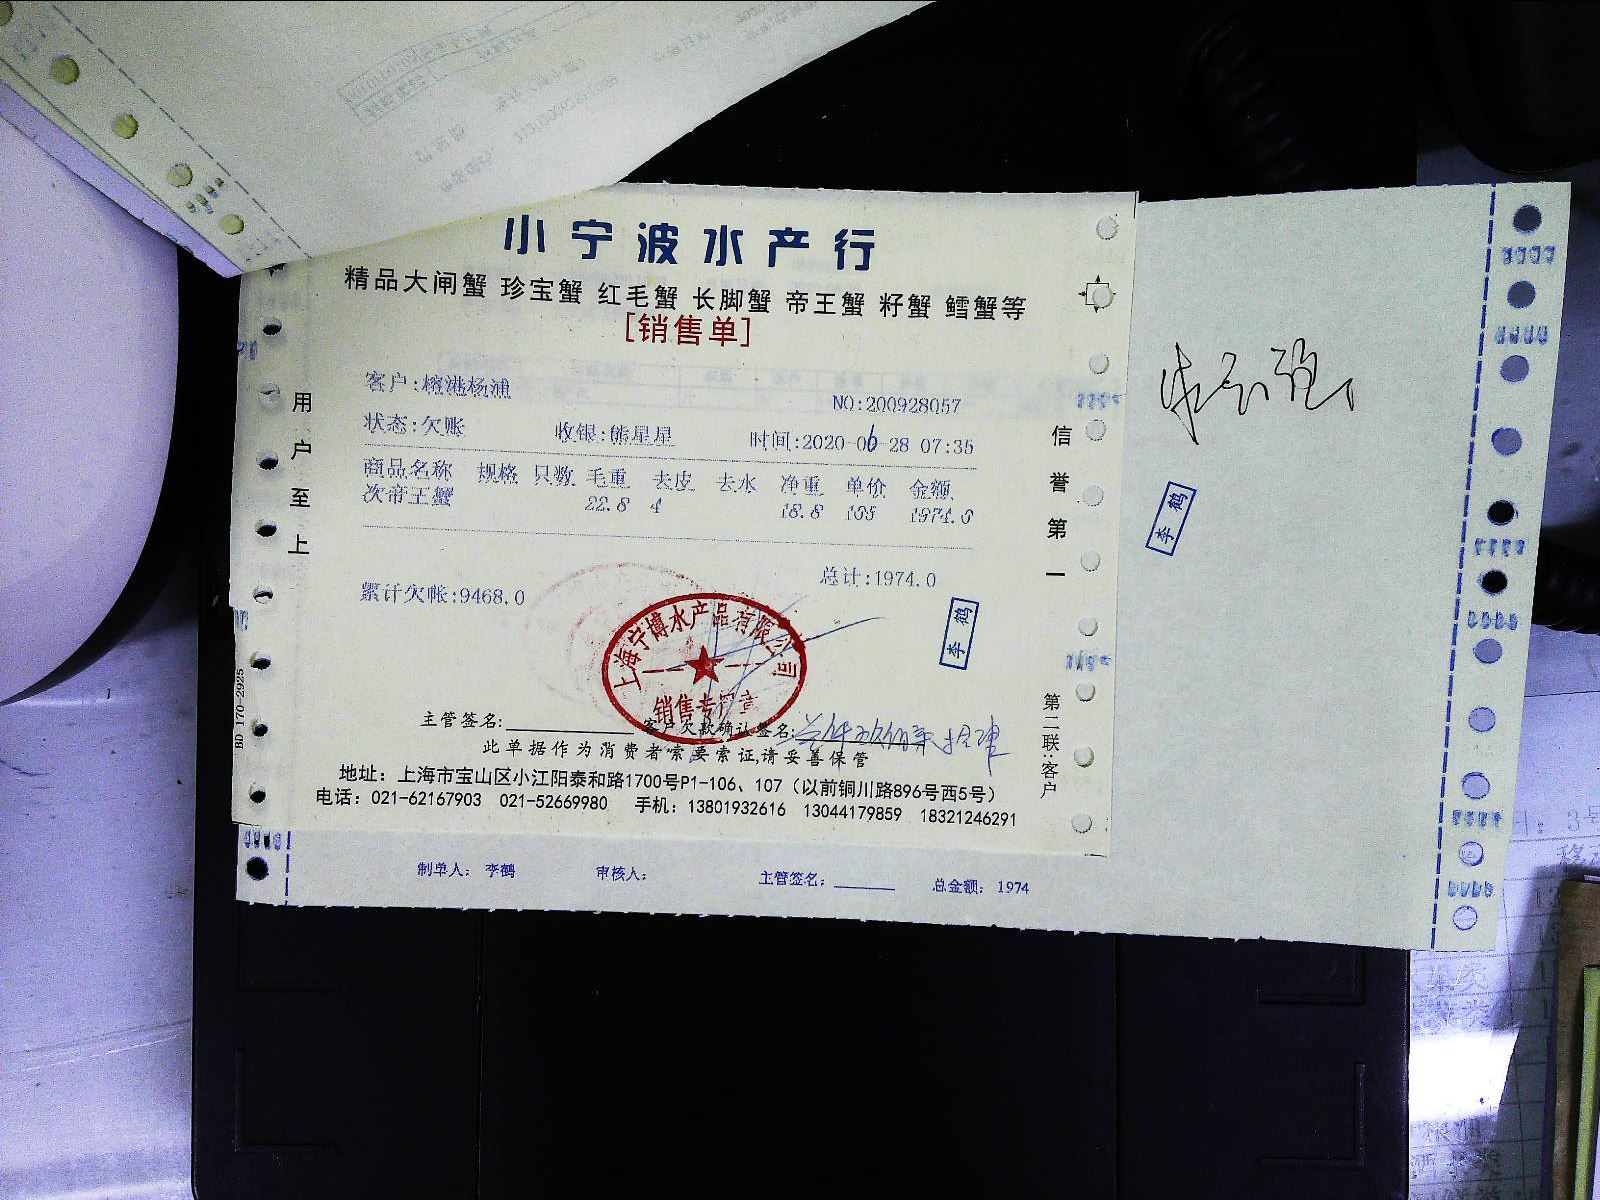 小宁波水产行
精品大闸蟹 珍宝蟹 红毛蟹 长脚蟹 帝王蟹 籽蟹 鳕蟹等
[销售单]
客户:榕港杨浦
NO:200928057
状态:欠账 收银:熊星星 时间:2020-06-28 07:35
商品名称 规格 只数 毛重 去皮 去水 净重 单价 金额
次帝王蟹 22.8 4 18.8 105 1974.0
累计欠帐:9468.0
总计:1974.0
上海宁博水产品有限公司
销售专用章
李鹤
李鹤
主管签名: 客户欠款确认签名:
此单据作为消费者索要索证,请妥善保管
地址：上海市宝山区小江阳泰和路1700号P1-106、107（以前铜川路896号西5号）
电话：021-62167903 021-52669980 手机：13801932616 13044179859 18321246291
用户至上
信誉第一
第二联:客户
BD 170-2925
制单人：李鹤 审核人： 主管签名： 总金额：1974